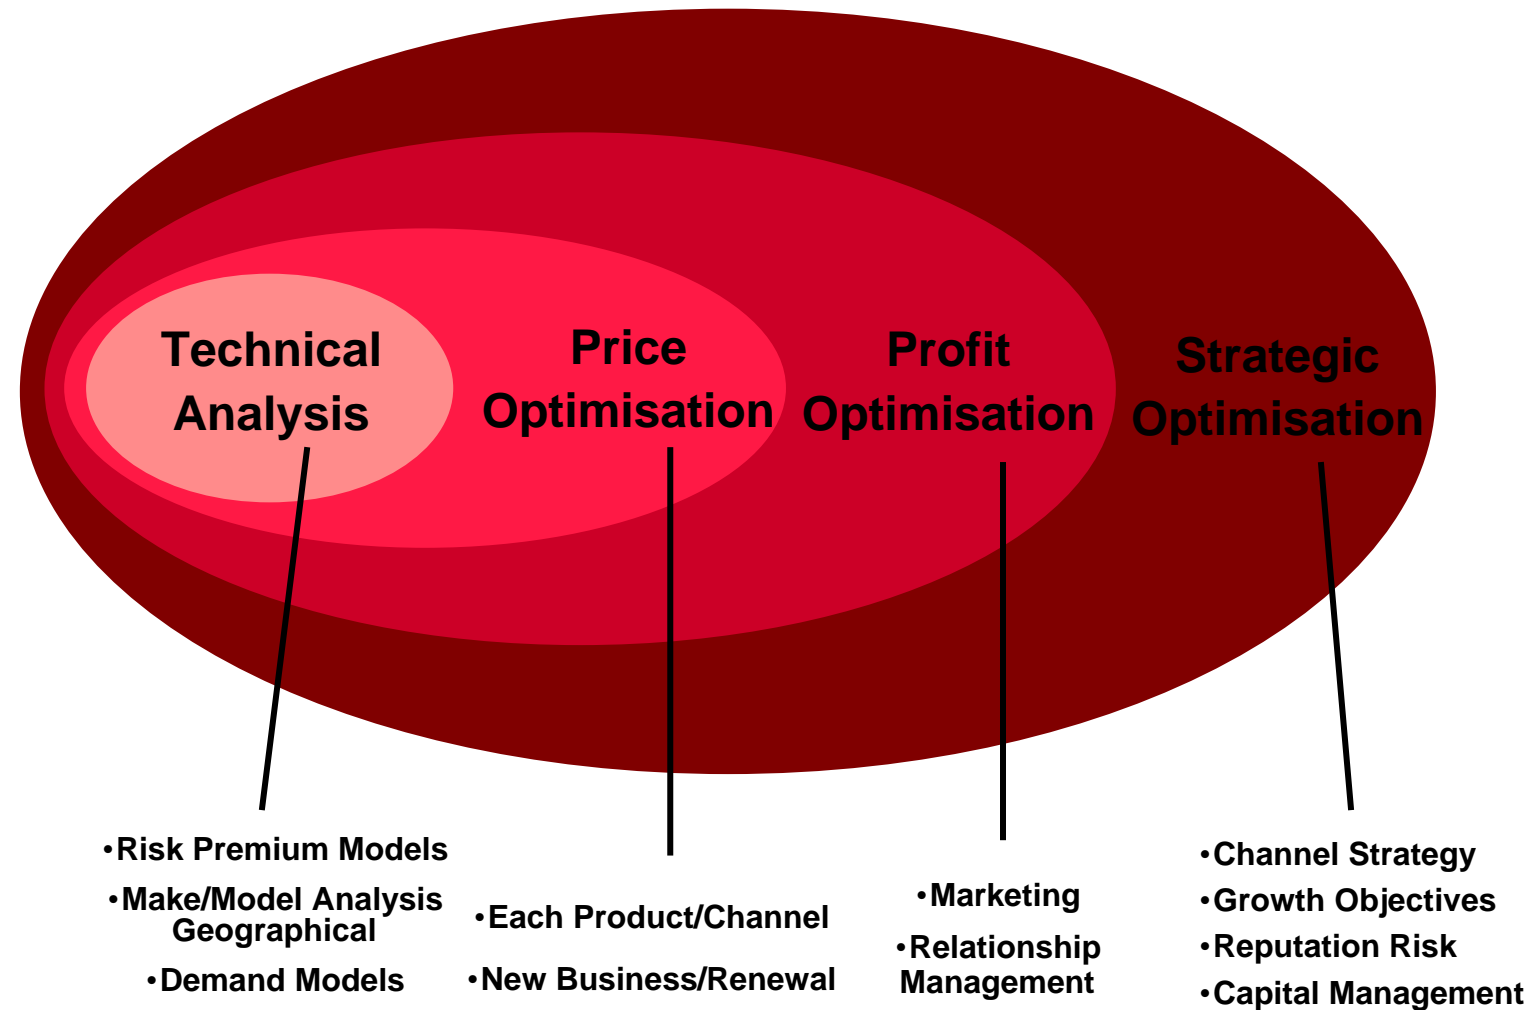 Technical
Analysis
Price
Optimisation
Profit
Optimisation
Strategic
Optimisation
•Risk Premium Models
•Make/Model Analysis
Geographical
•Demand Models
•Each Product/Channel
•New Business/Renewal
•Marketing
•Relationship
Management
•Channel Strategy
•Growth Objectives
•Reputation Risk
•Capital Management